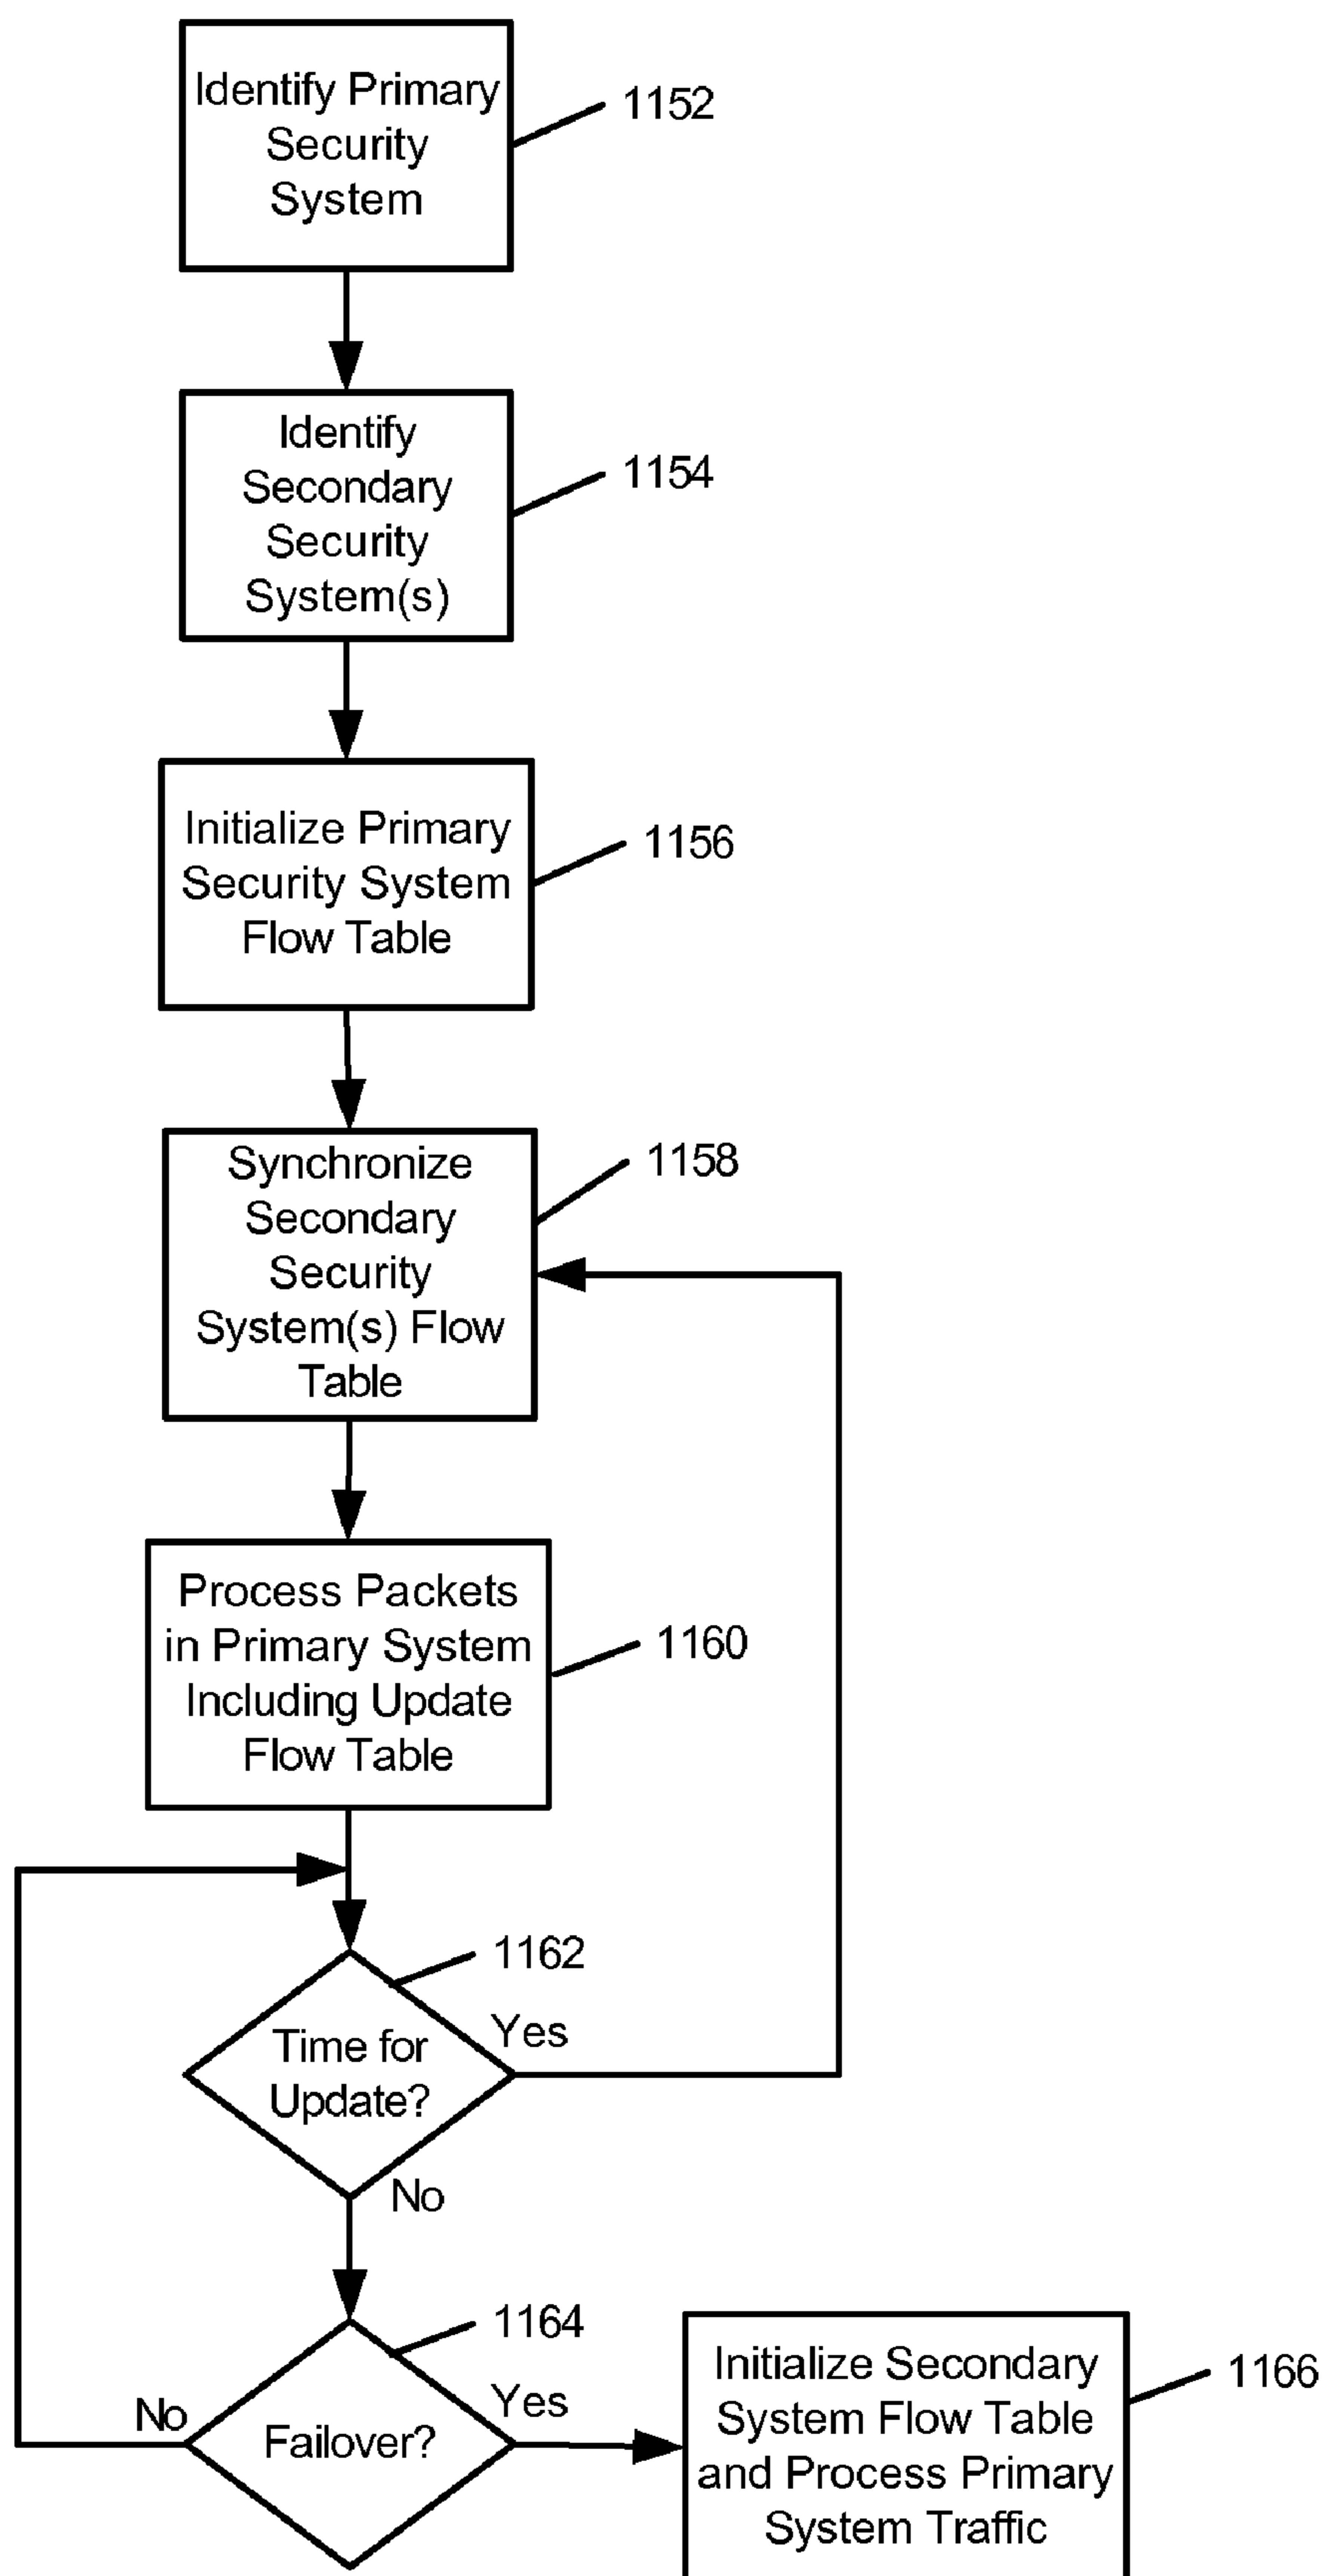 Identify Primary
Security
System
1152
Identify
Secondary
Security
System(s)
1154
Initialize Primary
Security System
Flow Table
1156
Synchronize
Secondary
Security
System(s) Flow
Table
1158
Process Packets
in Primary System
Including Update
Flow Table
1160
1162
Time for
Update?
Yes
No
1164
Failover?
No
Yes
Initialize Secondary
System Flow Table
and Process Primary
System Traffic
1166